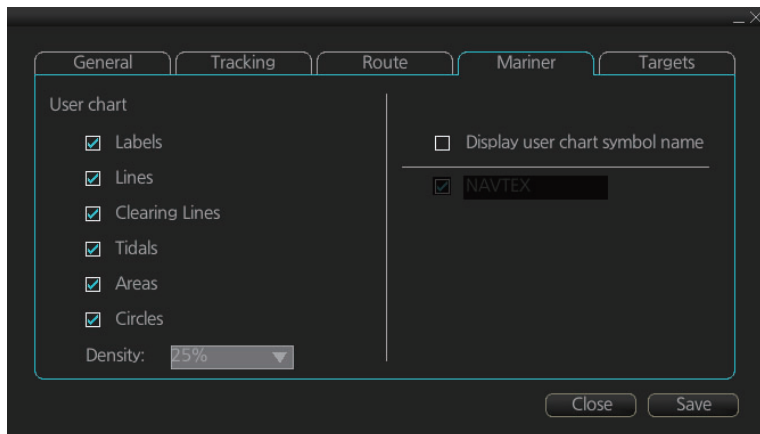 General Tracking Route Mariner Targets
User chart
Labels
Lines
Clearing Lines
Tidals
Areas
Circles
Density: 25%
Display user chart symbol name
NAVTEX
Close Save